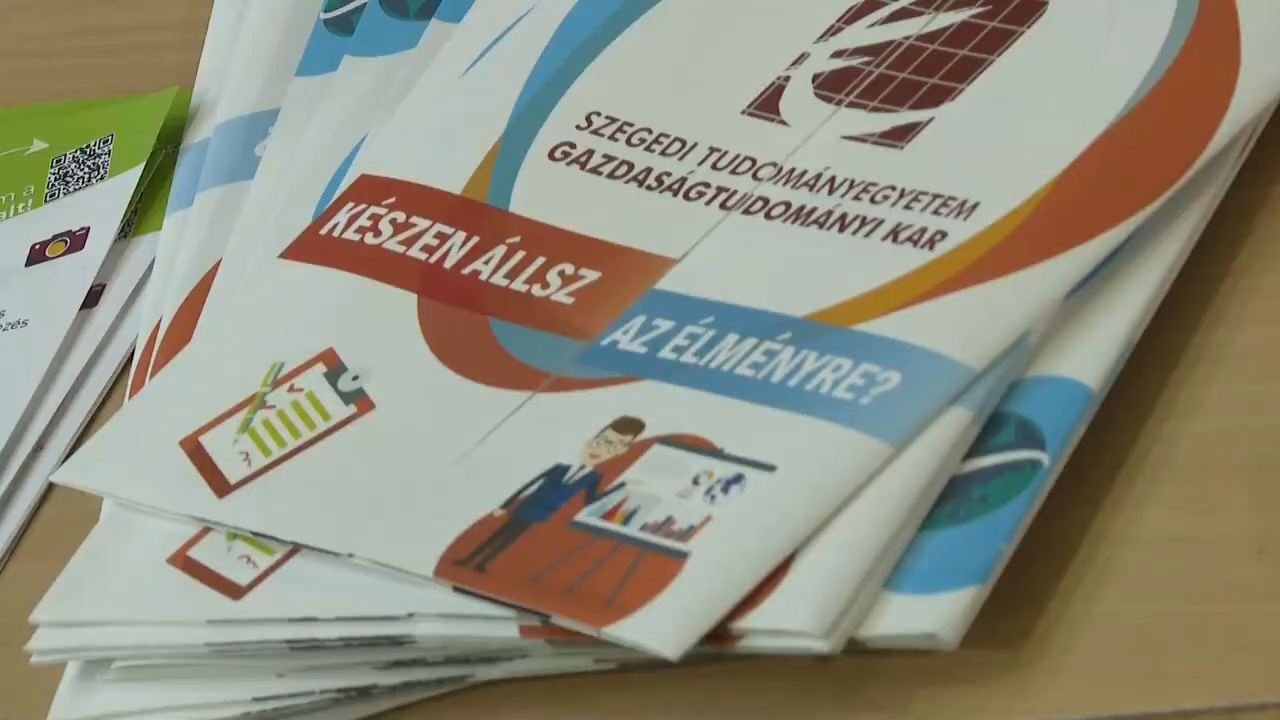 SZEGEDI TUDOMÁNYEGYETEM
GAZDASÁGTUDOMÁNYI KAR
KÉSZEN ÁLLSZ
AZ ÉLMÉNYRE?